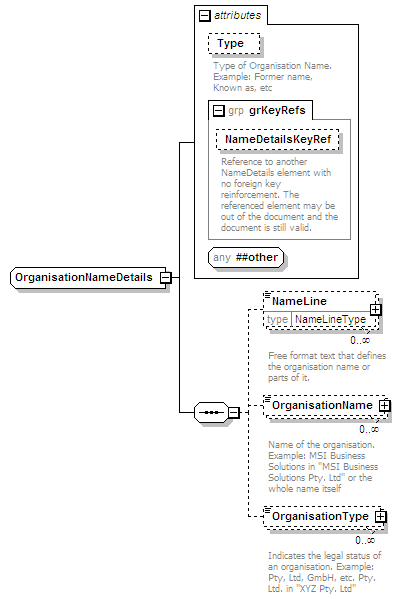 attributes
Type
Type of Organisation Name.
Example: Former name,
Known as, etc
grp grKeyRefs
NameDetailsKeyRef
Reference to another
NameDetails element with
no foreign key
reinforcement. The
referenced element may be
out of the document and the
document is still valid.
any ##other
OrganisationNameDetails
NameLine
type NameLineType
0..∞
Free format text that defines
the organisation name or
parts of it.
OrganisationName
0..∞
Name of the organisation.
Example: MSI Business
Solutions in "MSI Business
Solutions Pty. Ltd" or the
whole name itself
OrganisationType
0..∞
Indicates the legal status of
an organisation. Example:
Pty, Ltd, GmbH, etc. Pty.
Ltd. in "XYZ Pty. Ltd"